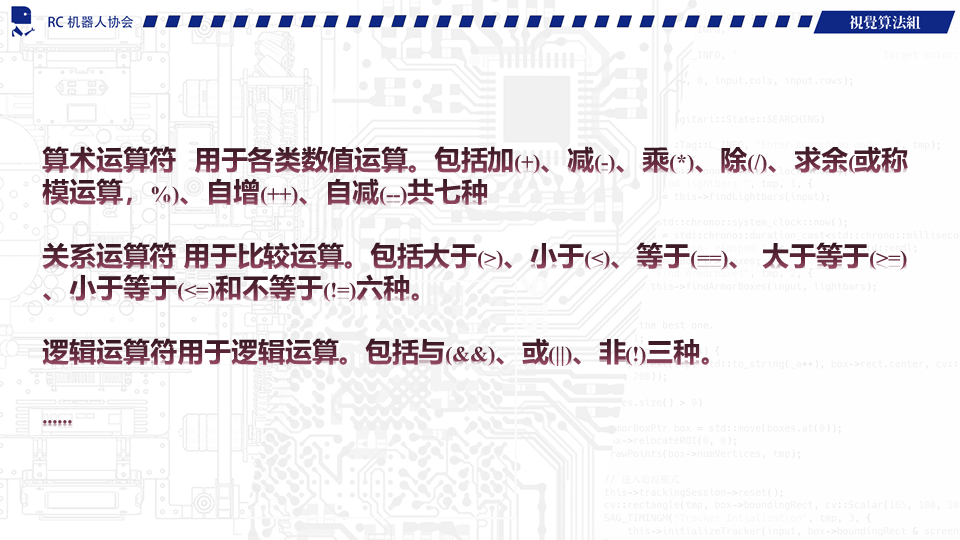 RC 机器人协会
視覺算法組
算术运算符  用于各类数值运算。包括加(+)、减(-)、乘(*)、除(/)、求余(或称
模运算，%)、自增(++)、自减(--)共七种
关系运算符 用于比较运算。包括大于(>)、小于(<)、等于(==)、 大于等于(>=)
、小于等于(<=)和不等于(!=)六种。
逻辑运算符用于逻辑运算。包括与(&&)、或(||)、非(!)三种。
......